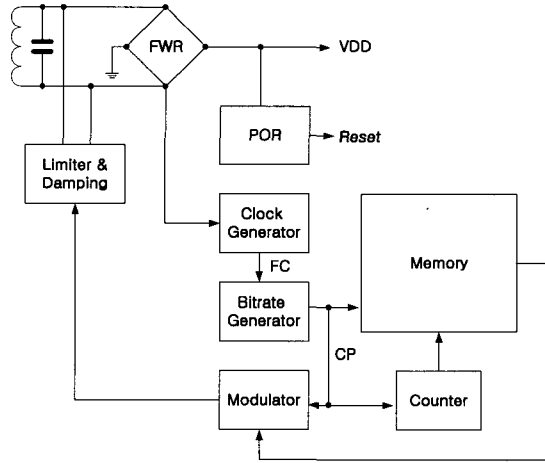 FWR
VDD
POR
Reset
Limiter &
Damping
Clock
Generator
Memory
FC
Bitrate
Generator
CP
Modulator
Counter